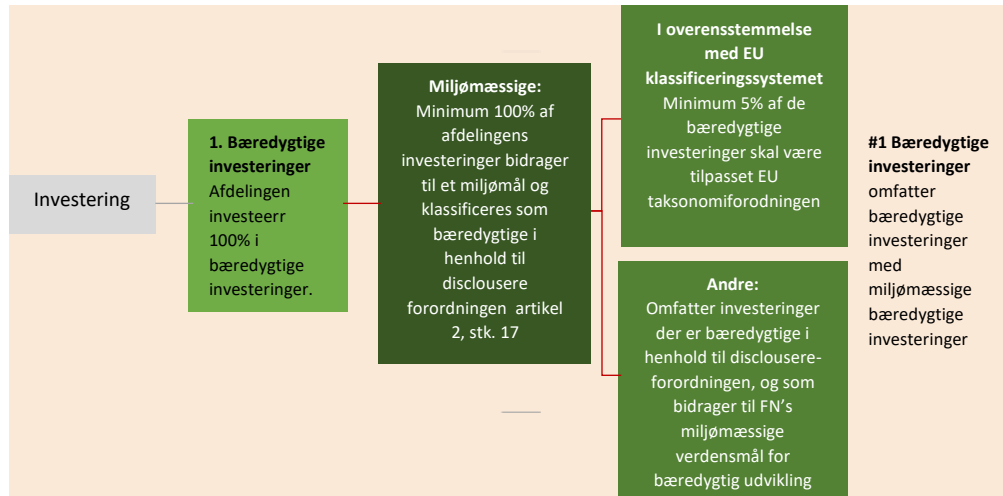 Investering
1. Bæredygtige
investeringer
Afdelingen
investeerr
100% i
bæredygtige
investeringer.
Miljømæssige:
Minimum 100% af
afdelingens
investeringer bidrager
til et miljømål og
klassificeres som
bæredygtige i
henhold til
disclousere
forordningen artikel
2, stk. 17
I overensstemmelse
med EU
klassificeringssystemet
Minimum 5% af de
bæredygtige
investeringer skal være
tilpasset EU
taksonomiforodningen
Andre:
Omfatter investeringer
der er bæredygtige i
henhold til disclousere-
forordningen, og som
bidrager til FN’s
miljømæssige
verdensmål for
bæredygtig udvikling
#1 Bæredygtige
investeringer
omfatter
bæredygtige
investeringer
med
miljømæssige
bæredygtige
investeringer